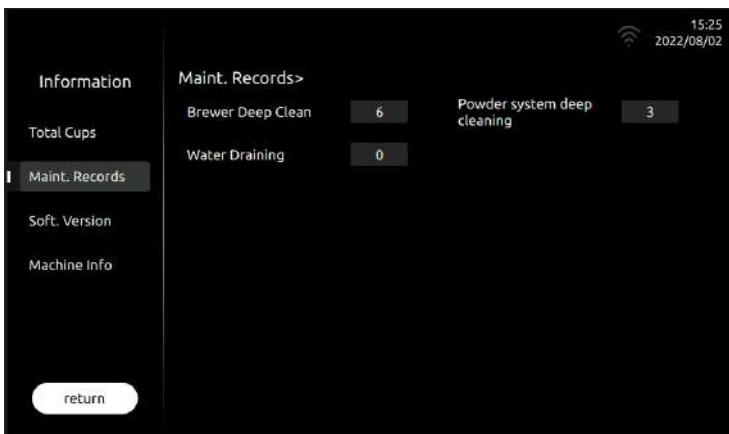 15:25
2022/08/02
Information
Total Cups
Maint. Records
Soft. Version
Machine Info
return
Maint. Records>
Brewer Deep Clean 6
Powder system deep
cleaning 3
Water Draining 0